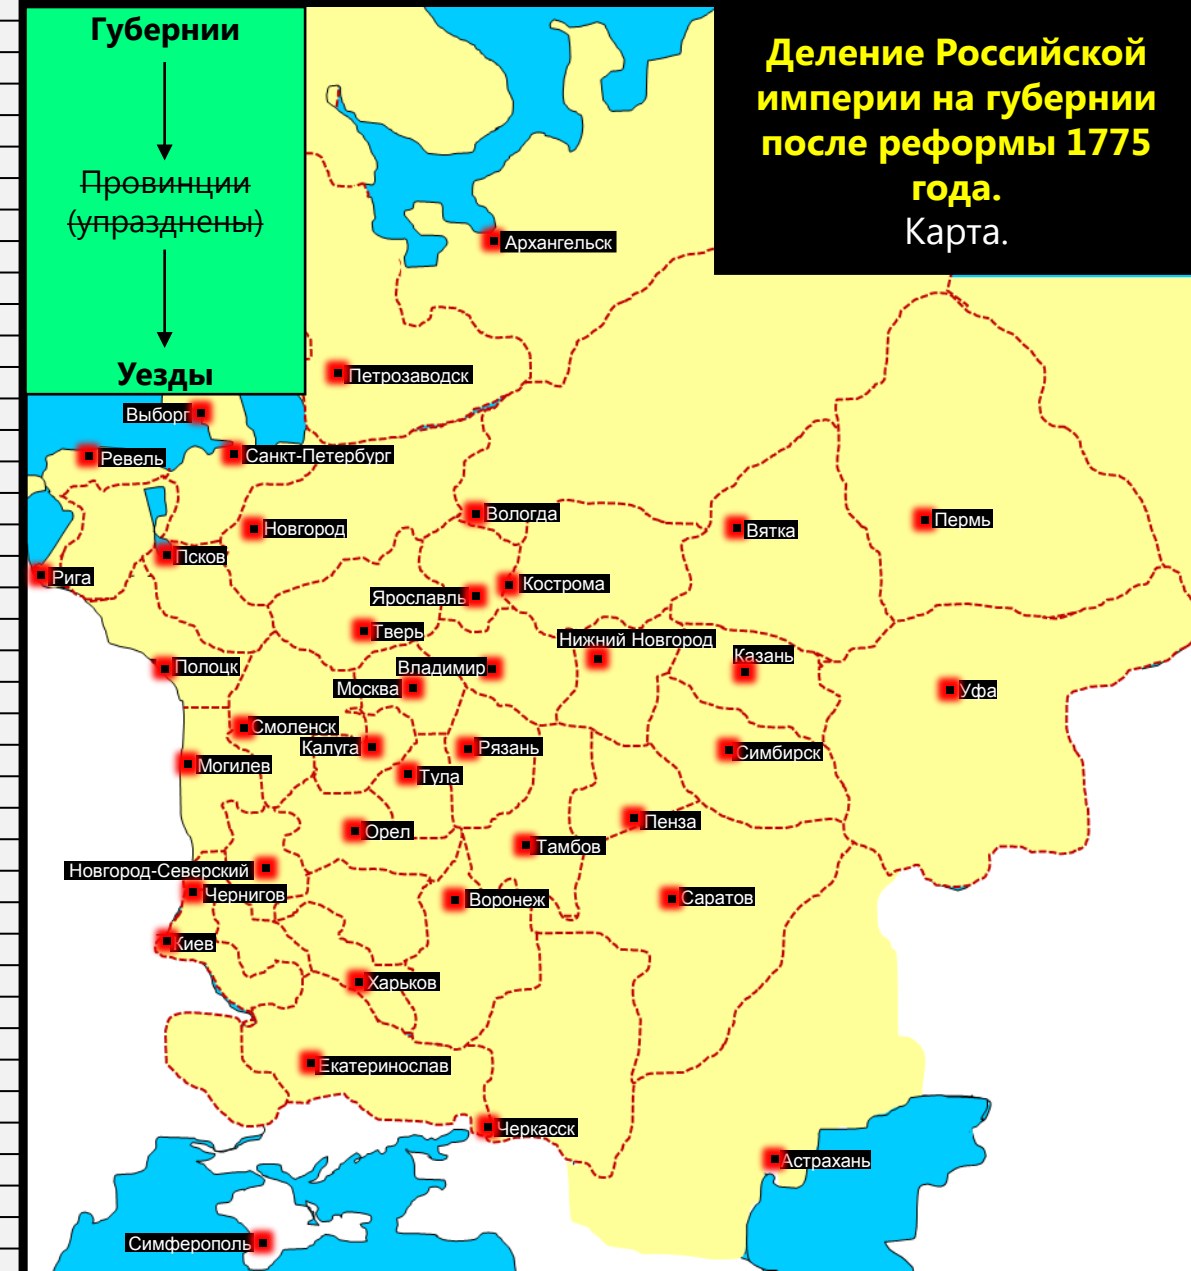 Губернии
Провинции
(упразднены)
Уезды
Деление Российской
империи на губернии
после реформы 1775
года.
Карта.
Архангельск
Петрозаводск
Выборг
Ревель
Санкт-Петербург
Вологда
Новгород
Вятка
Пермь
Псков
Рига
Кострома
Ярославль
Тверь
Нижний Новгород
Казань
Полоцк
Владимир
Москва
Уфа
Смоленск
Калуга
Рязань
Симбирск
Могилев
Тула
Пенза
Орел
Тамбов
Новгород-Северский
Чернигов
Воронеж
Саратов
Киев
Харьков
Екатеринослав
Черкасск
Астрахань
Симферополь